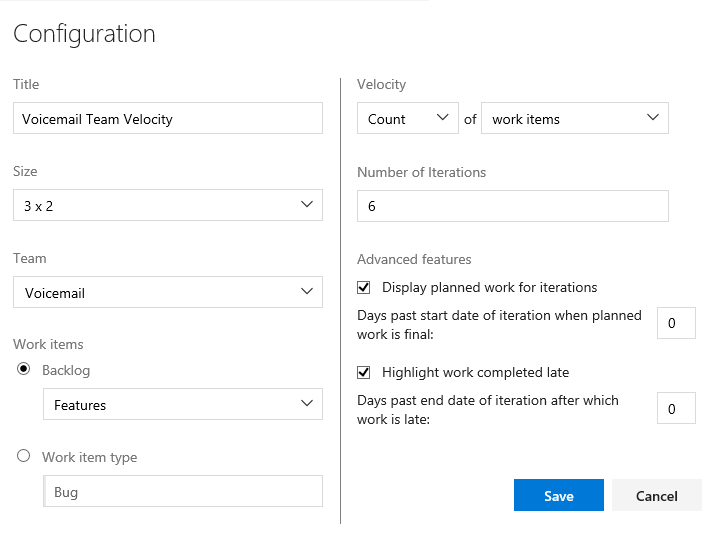 Configuration
Title
Voicemail Team Velocity
Size
3 x 2
Team
Voicemail
Work items
Backlog
Features
Work item type
Bug
Velocity
Count of work items
Number of Iterations
6
Advanced features
Display planned work for iterations
Days past start date of iteration when planned
work is final:
0
Highlight work completed late
Days past end date of iteration after which
work is late:
0
Save Cancel